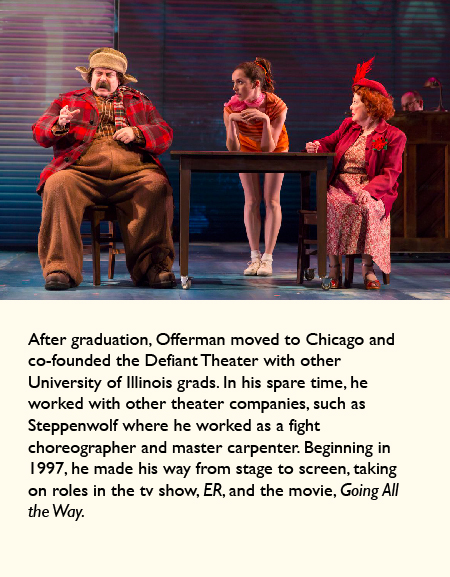 After graduation, Offerman moved to Chicago and
co-founded the Defiant Theater with other
University of Illinois grads. In his spare time, he
worked with other theater companies, such as
Steppenwolf where he worked as a fight
choreographer and master carpenter. Beginning in
1997, he made his way from stage to screen, taking
on roles in the tv show, ER, and the movie, Going All
the Way.